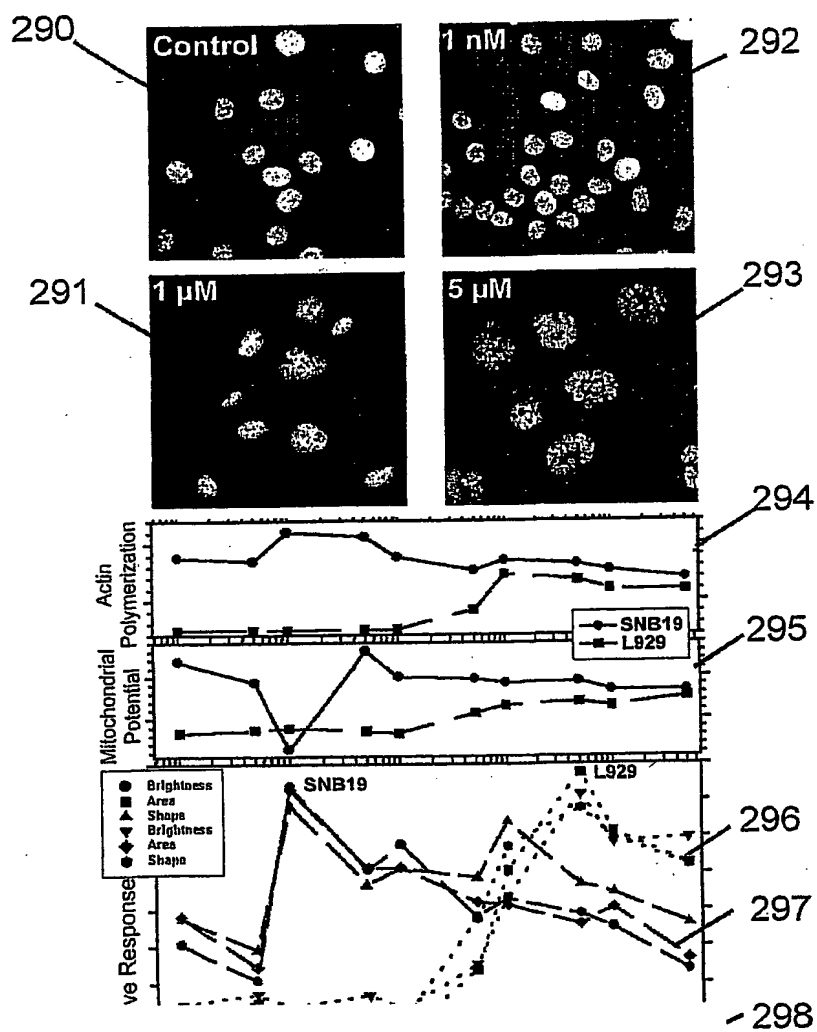 290
Control
1 nM
292
291
1 µM
5 µM
293
294
Actin
Polymerization
SNB19
L929
295
Mitochondrial
Potential
Brightness
Area
Shape
Brightness
Area
Shape
SNB19
L929
296
297
ve Response
298